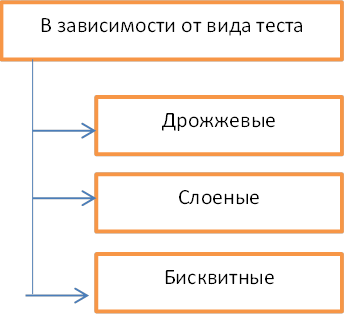 В зависимости от вида теста
Дрожжевые
Слоеные
Бисквитные